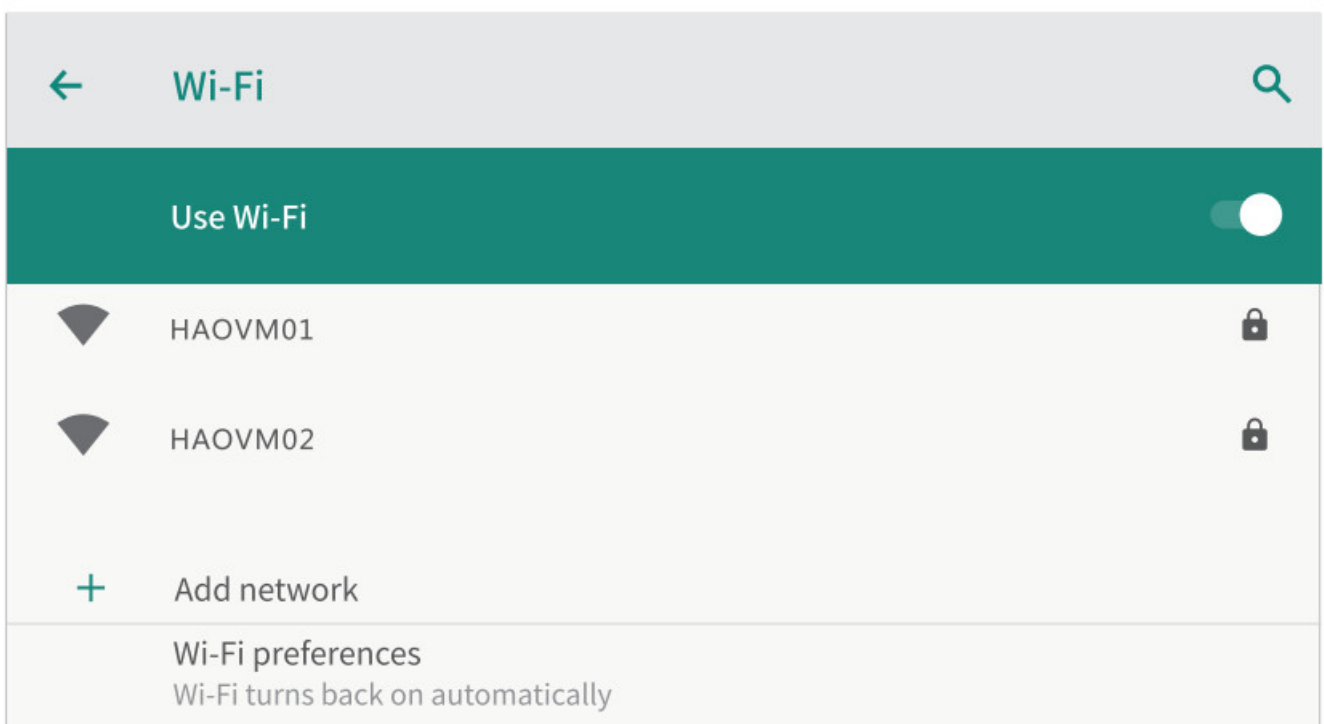 Wi-Fi
Use Wi-Fi
HAOVM01
HAOVM02
Add network
Wi-Fi preferences
Wi-Fi turns back on automatically